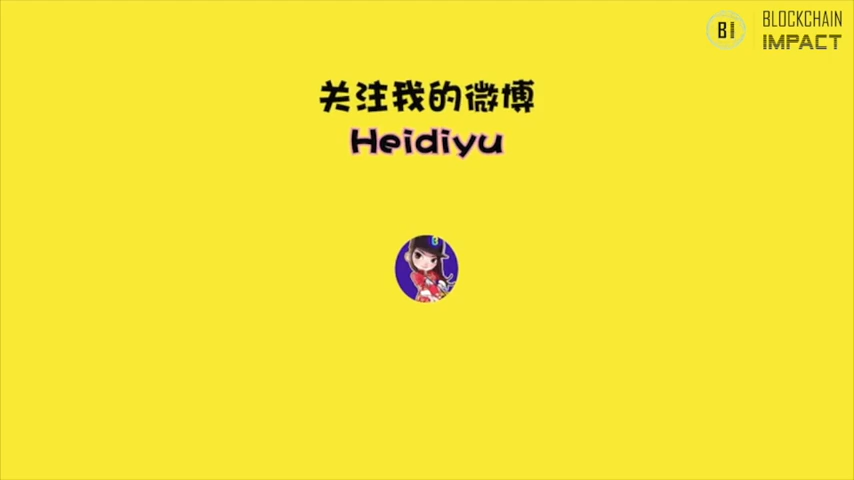 BI
BLOCKCHAIN
IMPACT
关注我的微博
Heidiyu
B